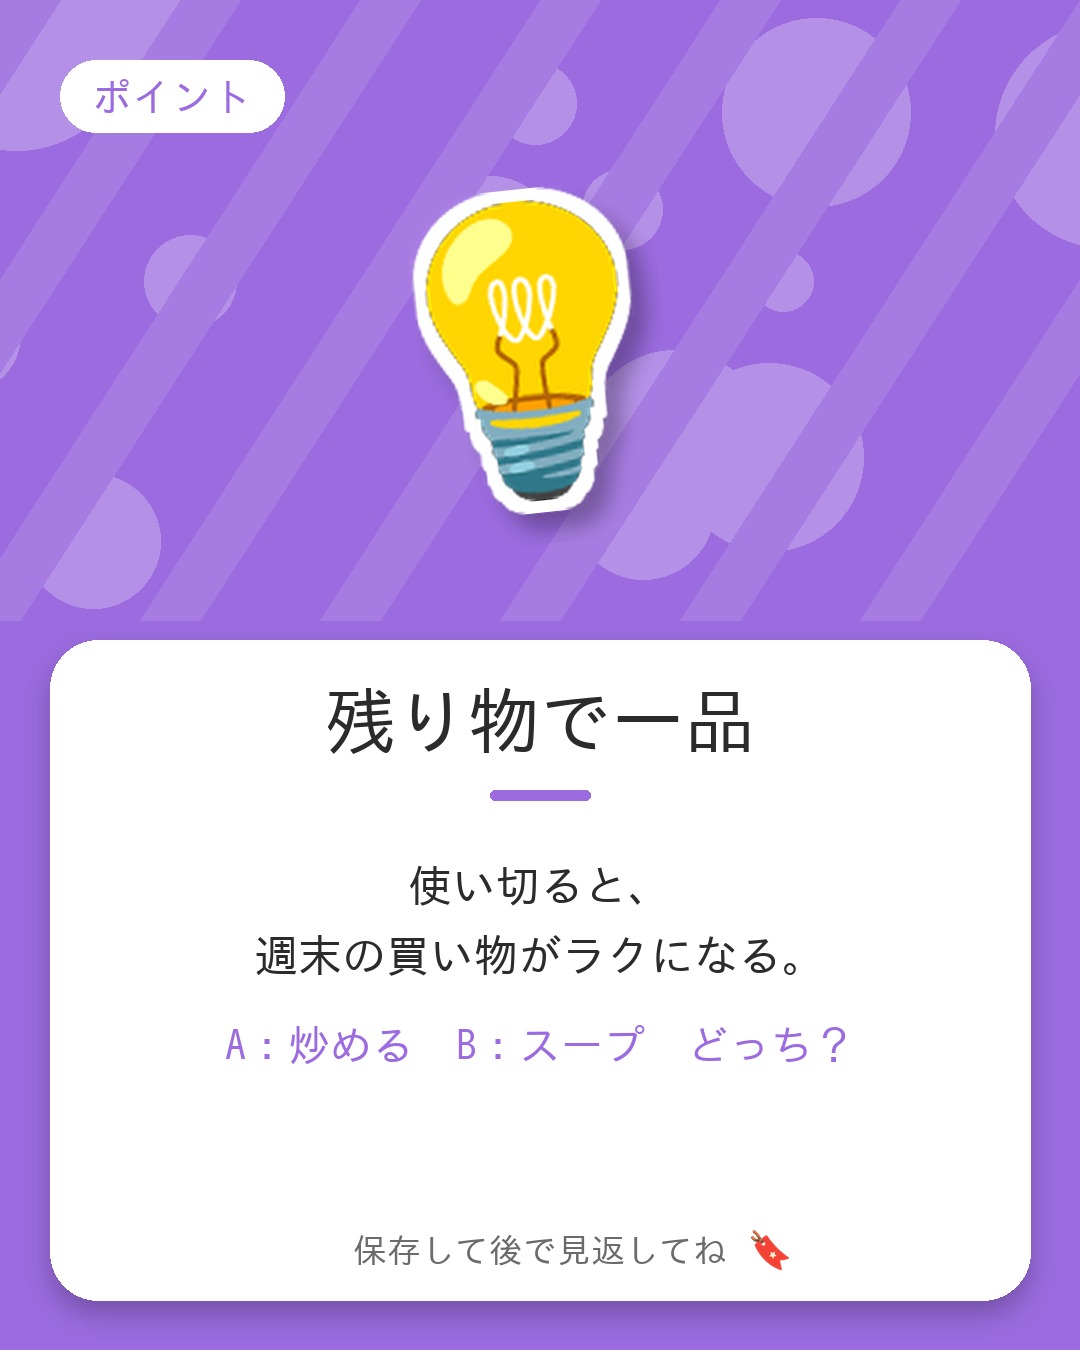 ポイント
残り物で一品
使い切ると、
週末の買い物がラクになる。
A：炒める　B：スープ　どっち？
保存して後で見返してね